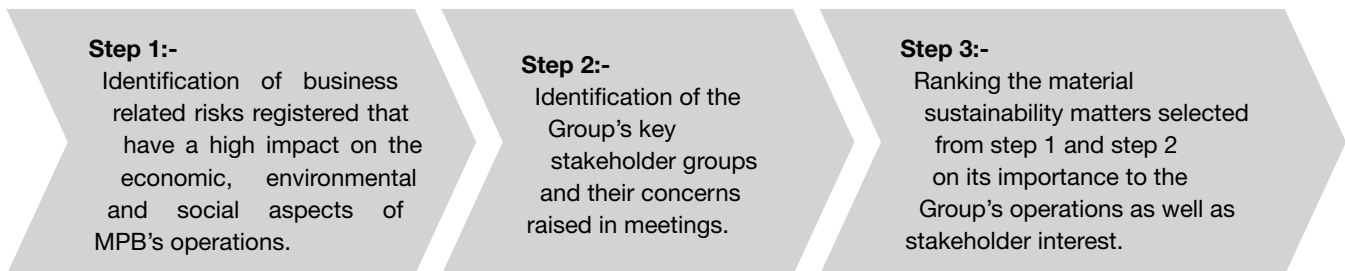 Step 1:-
Identification of business
related risks registered that
have a high impact on the
economic, environmental
and social aspects of
MPB's operations.
Step 2:-
Identification of the
Group's key
stakeholder groups
and their concerns
raised in meetings.
Step 3:-
Ranking the material
sustainability matters selected
from step 1 and step 2
on its importance to the
Group's operations as well as
stakeholder interest.